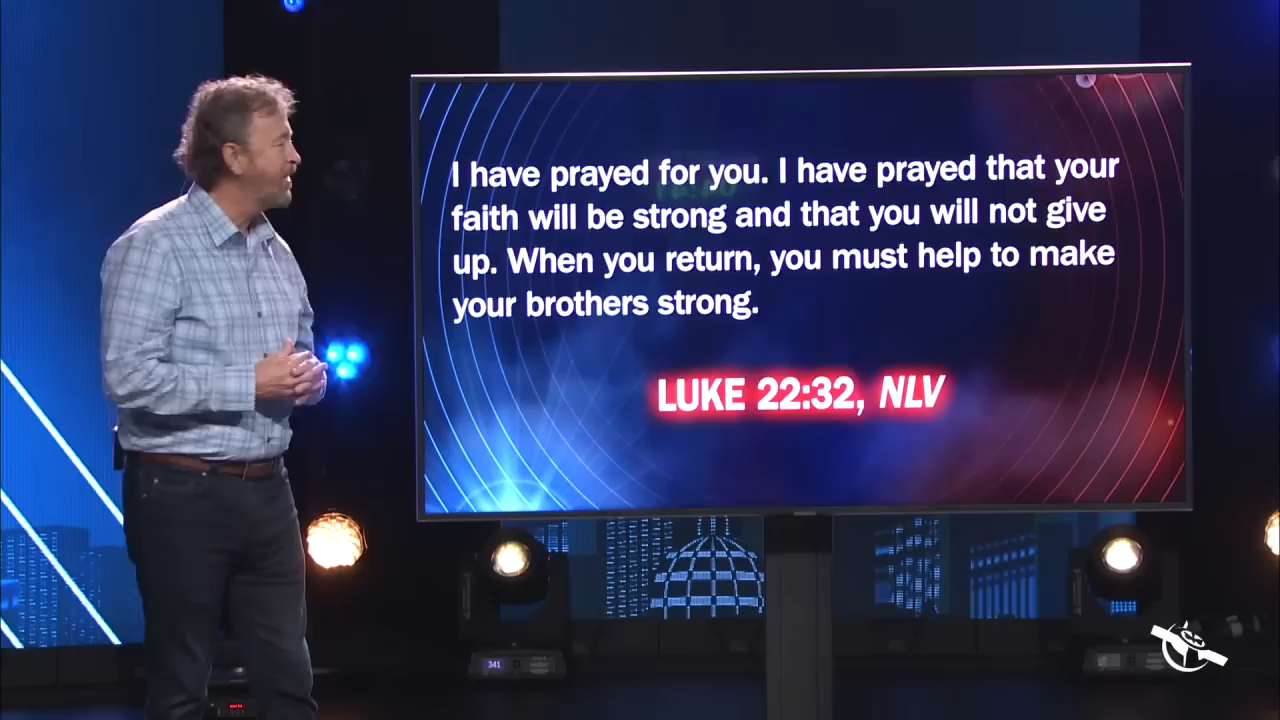 I have prayed for you. I have prayed that your
faith will be strong and that you will not give
up. When you return, you must help to make
your brothers strong.
LUKE 22:32, NLV
341